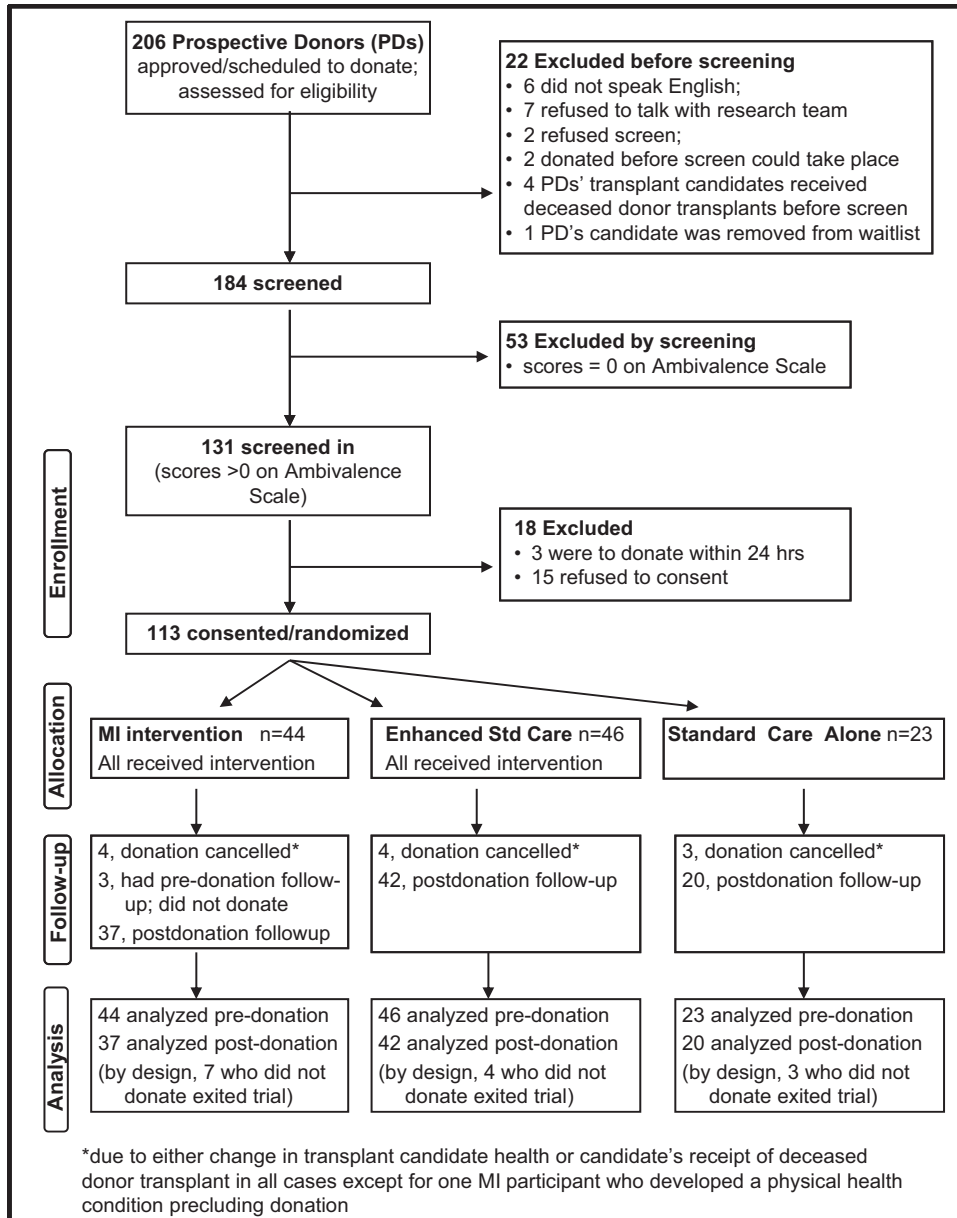 206 Prospective Donors (PDs)
approved/scheduled to donate;
assessed for eligibility
22 Excluded before screening
• 6 did not speak English;
• 7 refused to talk with research team
• 2 refused screen;
• 2 donated before screen could take place
• 4 PDs’ transplant candidates received
deceased donor transplants before screen
• 1 PD’s candidate was removed from waitlist
184 screened
53 Excluded by screening
• scores = 0 on Ambivalence Scale
131 screened in
(scores >0 on Ambivalence
Scale)
Enrollment
18 Excluded
• 3 were to donate within 24 hrs
• 15 refused to consent
113 consented/randomized
Allocation
MI intervention n=44
All received intervention
Enhanced Std Care n=46
All received intervention
Standard Care Alone n=23
Follow-up
4, donation cancelled*
3, had pre-donation follow-
up; did not donate
37, postdonation followup
4, donation cancelled*
42, postdonation follow-up
3, donation cancelled*
20, postdonation follow-up
Analysis
44 analyzed pre-donation
37 analyzed post-donation
(by design, 7 who did not
donate exited trial)
46 analyzed pre-donation
42 analyzed post-donation
(by design, 4 who did not
donate exited trial)
23 analyzed pre-donation
20 analyzed post-donation
(by design, 3 who did not
donate exited trial)
*due to either change in transplant candidate health or candidate’s receipt of deceased
donor transplant in all cases except for one MI participant who developed a physical health
condition precluding donation